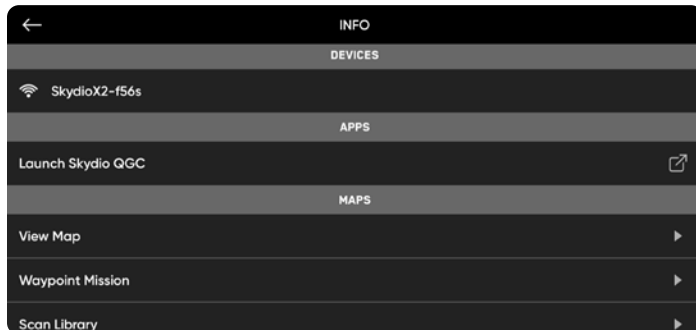 INFO
DEVICES
SkydioX2-f56s
APPS
Launch Skydio QGC
MAPS
View Map
Waypoint Mission
Scan Library